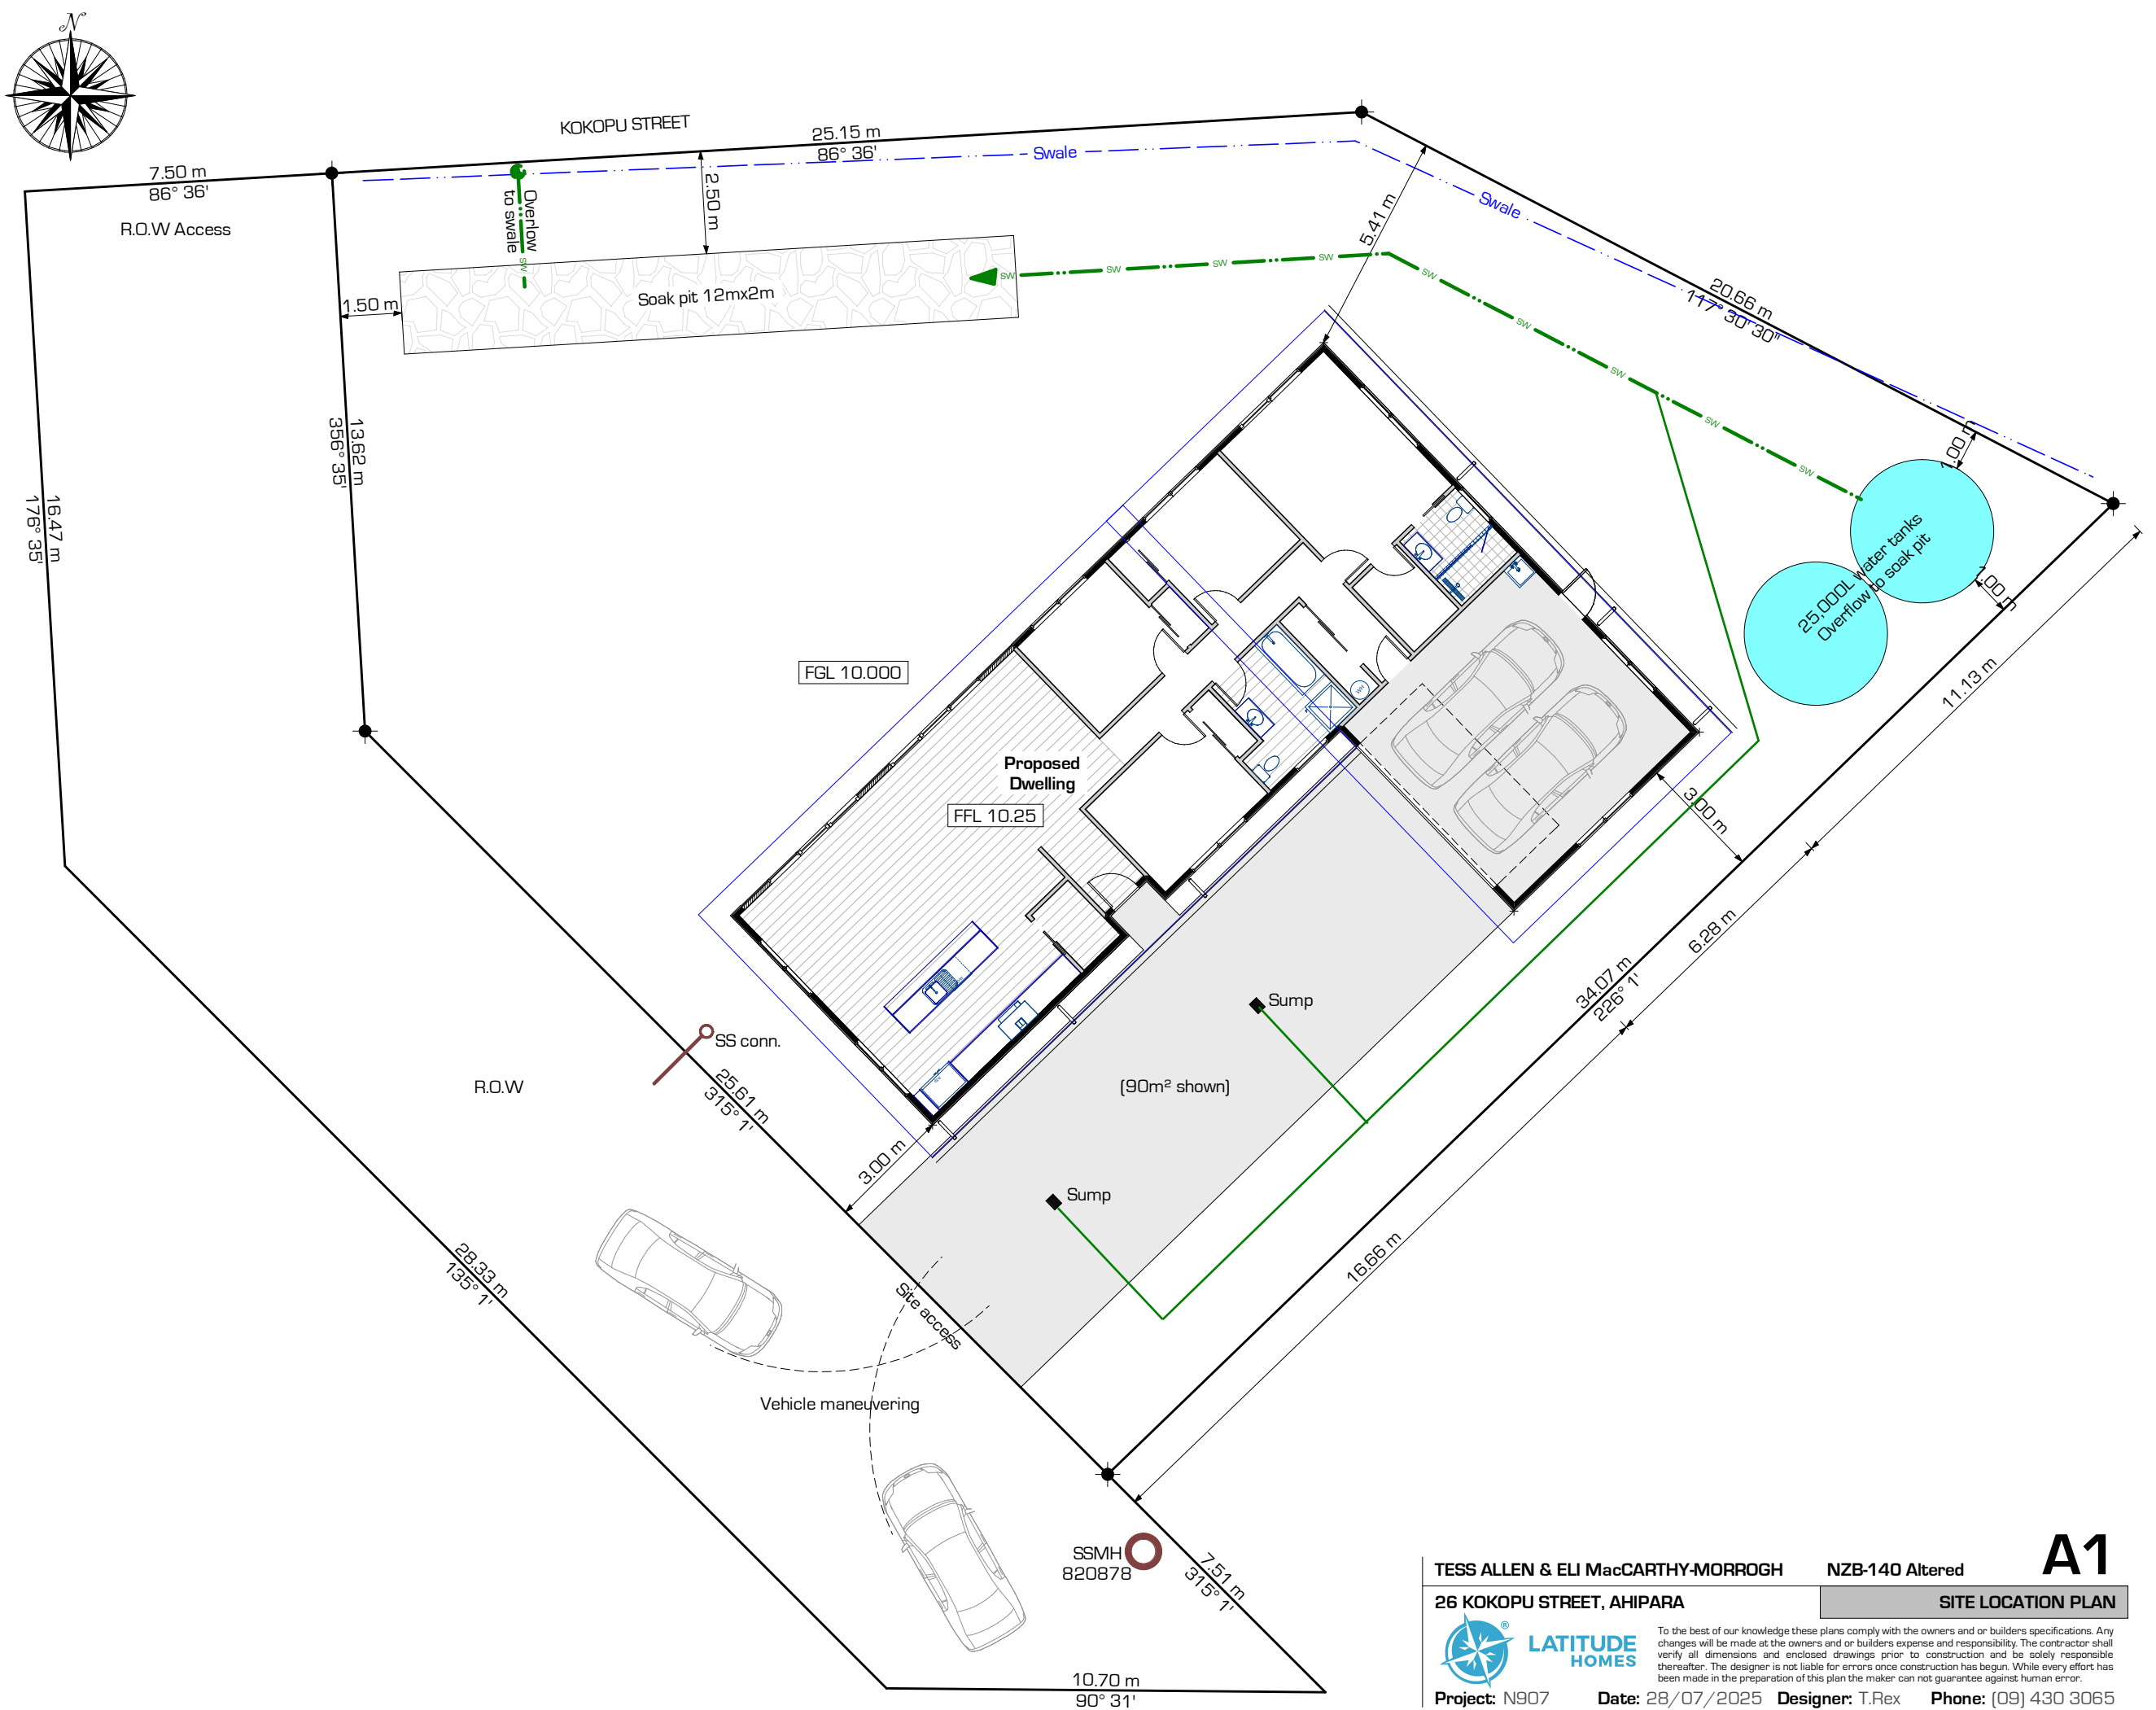 N
KOKOPU STREET
25.15 m
86° 36'
Swale
7.50 m
86° 36'
R.O.W Access
Overlow
to swale
SW
2.50 m
5.41 m
Swale
20.66 m
117° 30' 30"
Soak pit 12mx2m
SW
SW
SW
SW
SW
SW
SW
SW
SW
1.50 m
13.62 m
356° 35'
16.47 m
176° 35'
1.00 m
25,000L water tanks
Overflow to soak pit
1.00 m
11.13 m
FGL 10.000
WH
Proposed
Dwelling
FFL 10.25
3.00 m
6.28 m
34.07 m
226° 1'
Sump
SS conn.
R.O.W
25.61 m
315° 1'
(90m² shown)
3.00 m
Sump
16.66 m
28.33 m
135° 1'
Site access
Vehicle maneuvering
SSMH
820878
7.51 m
315° 1'
10.70 m
90° 31'
TESS ALLEN & ELI MacCARTHY-MORROGH NZB-140 Altered A1
26 KOKOPU STREET, AHIPARA SITE LOCATION PLAN
LATITUDE ®
HOMES
To the best of our knowledge these plans comply with the owners and or builders specifications. Any
changes will be made at the owners and or builders expense and responsibility. The contractor shall
verify all dimensions and enclosed drawings prior to construction and be solely responsible
thereafter. The designer is not liable for errors once construction has begun. While every effort has
been made in the preparation of this plan the maker can not guarantee against human error.
Project: N907 Date: 28/07/2025 Designer: T.Rex Phone: (09) 430 3065